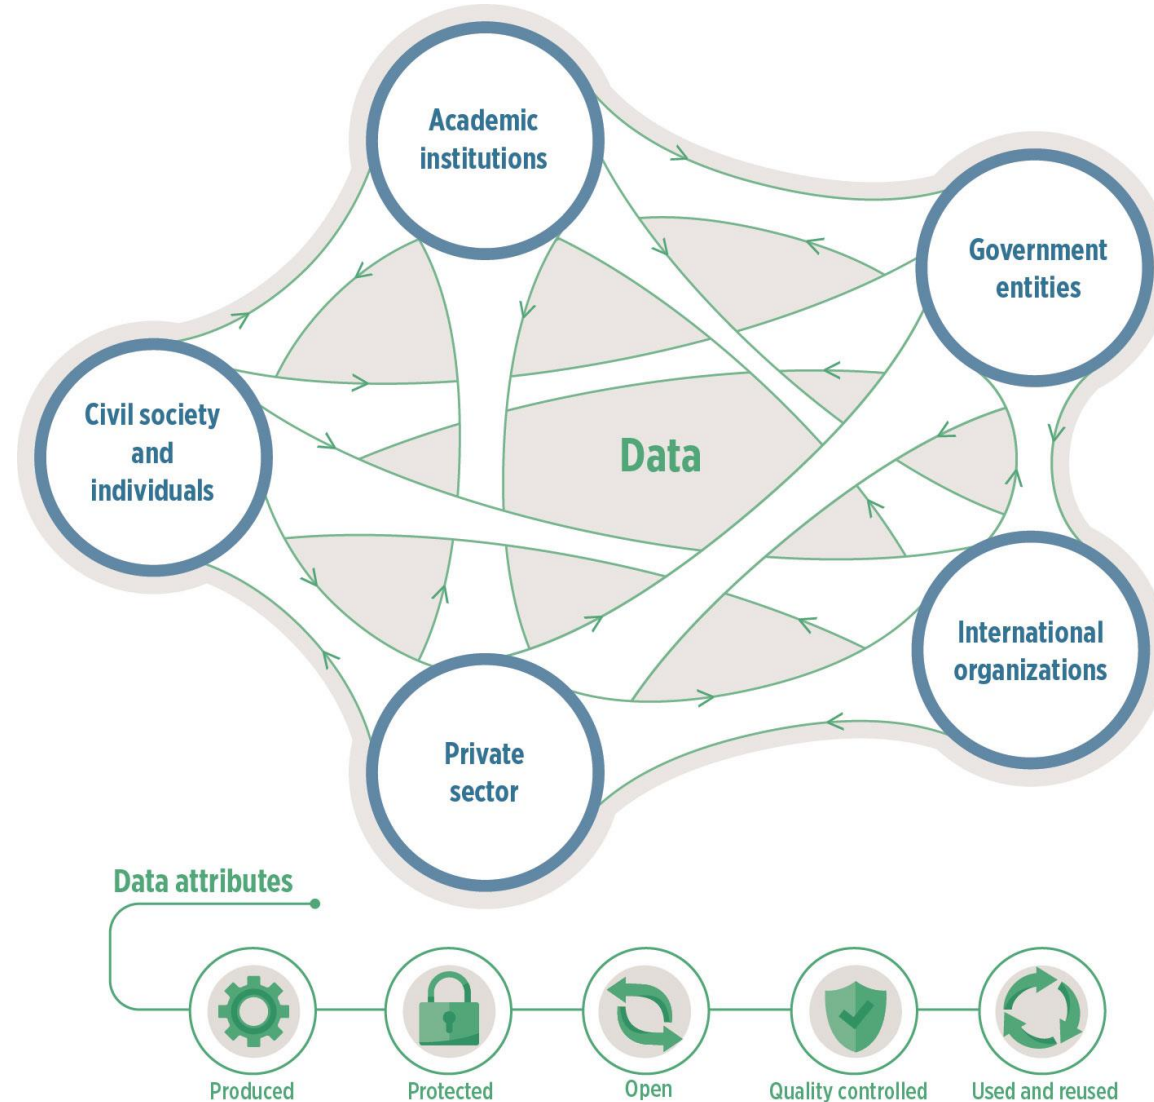 Academic
institutions
Government
entities
Civil society
and
individuals
Data
International
organizations
Private
sector
Data attributes
Produced
Protected
Open
Quality controlled
Used and reused